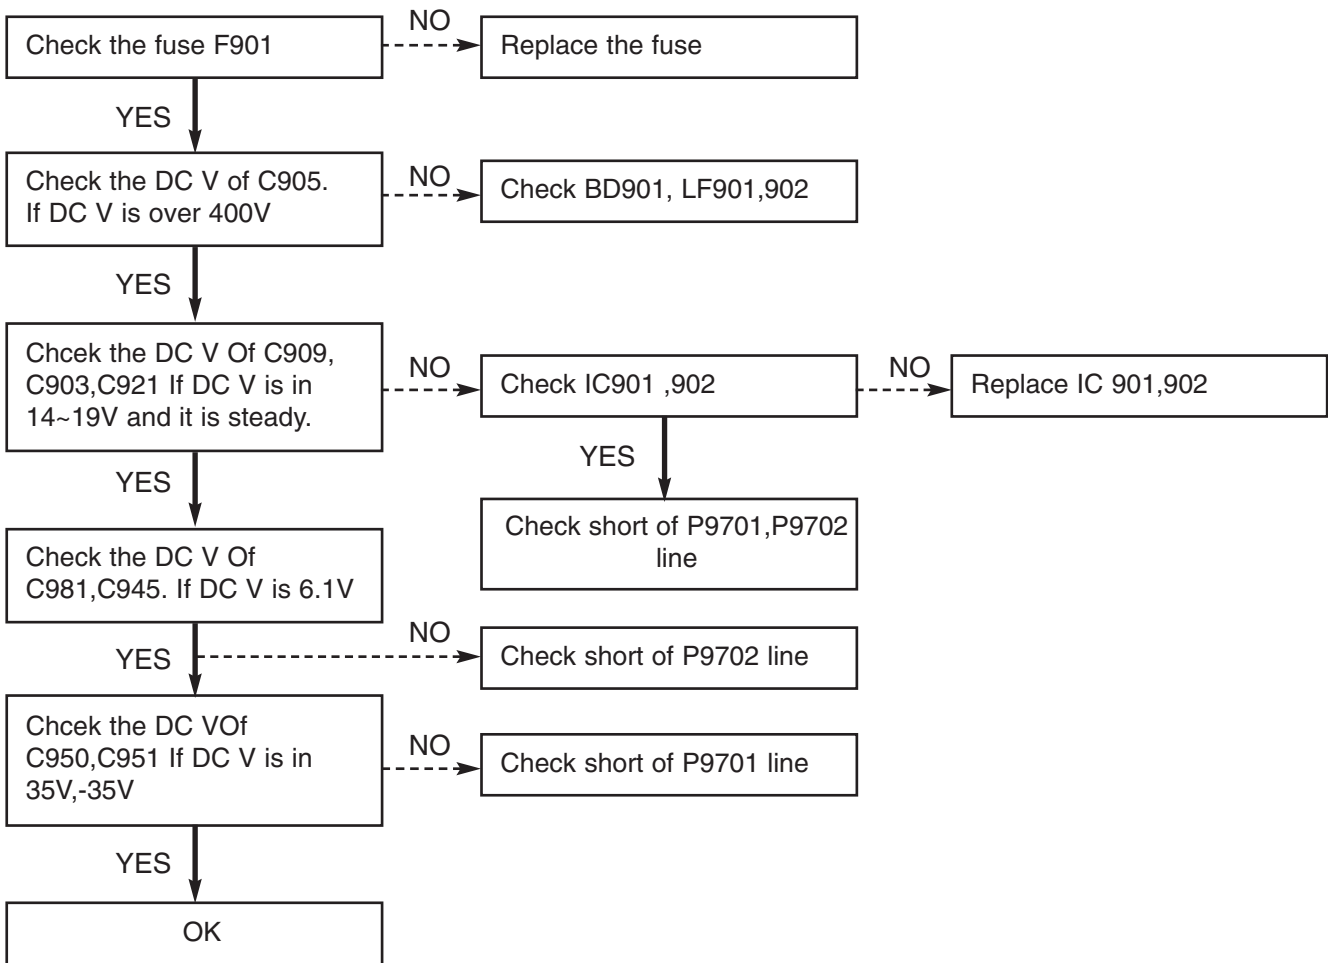 Check the fuse F901
NO
Replace the fuse
YES
Check the DC V of C905.
If DC V is over 400V
NO
Check BD901, LF901,902
YES
Chcek the DC V Of C909,
C903,C921 If DC V is in
14~19V and it is steady.
NO
Check IC901 ,902
NO
Replace IC 901,902
YES
Check short of P9701,P9702
line
YES
Check the DC V Of
C981,C945. If DC V is 6.1V
NO
Check short of P9702 line
YES
Chcek the DC VOf
C950,C951 If DC V is in
35V,-35V
NO
Check short of P9701 line
YES
OK